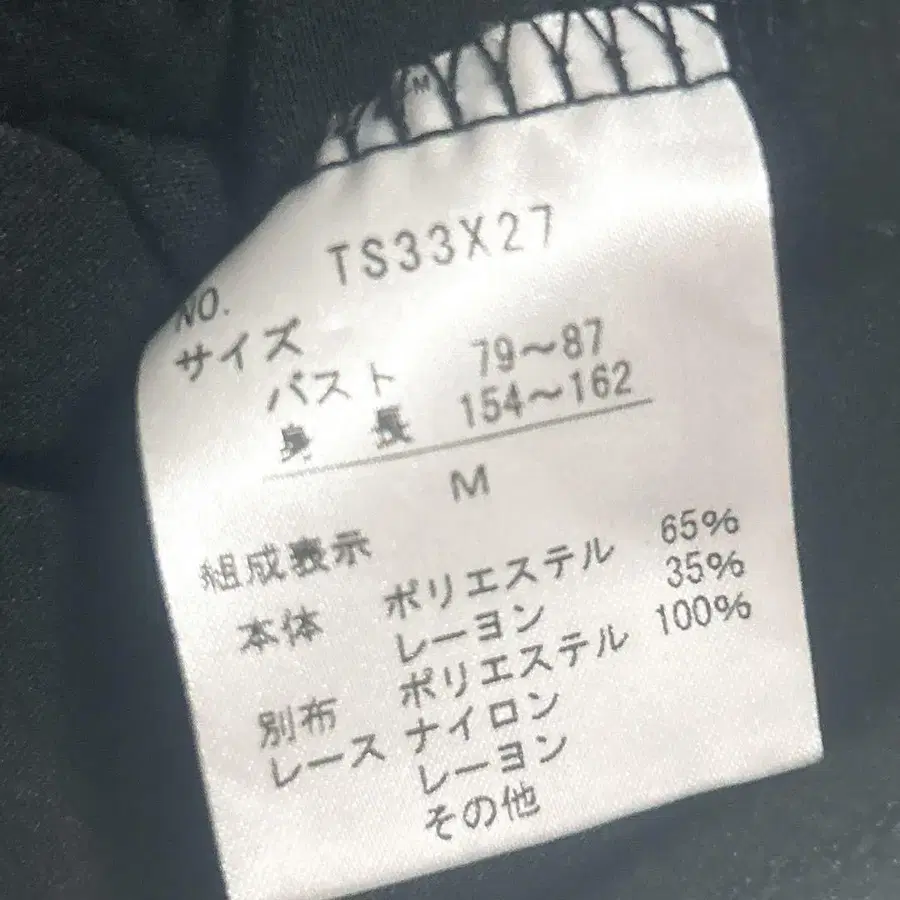 M
NO. TS33X27
サイズ
バスト 79～87
身 長 154～162
M
組成表示
本体 ポリエステル 65%
レーヨン 35%
別布 ポリエステル 100%
レース ナイロン
レーヨン
その他